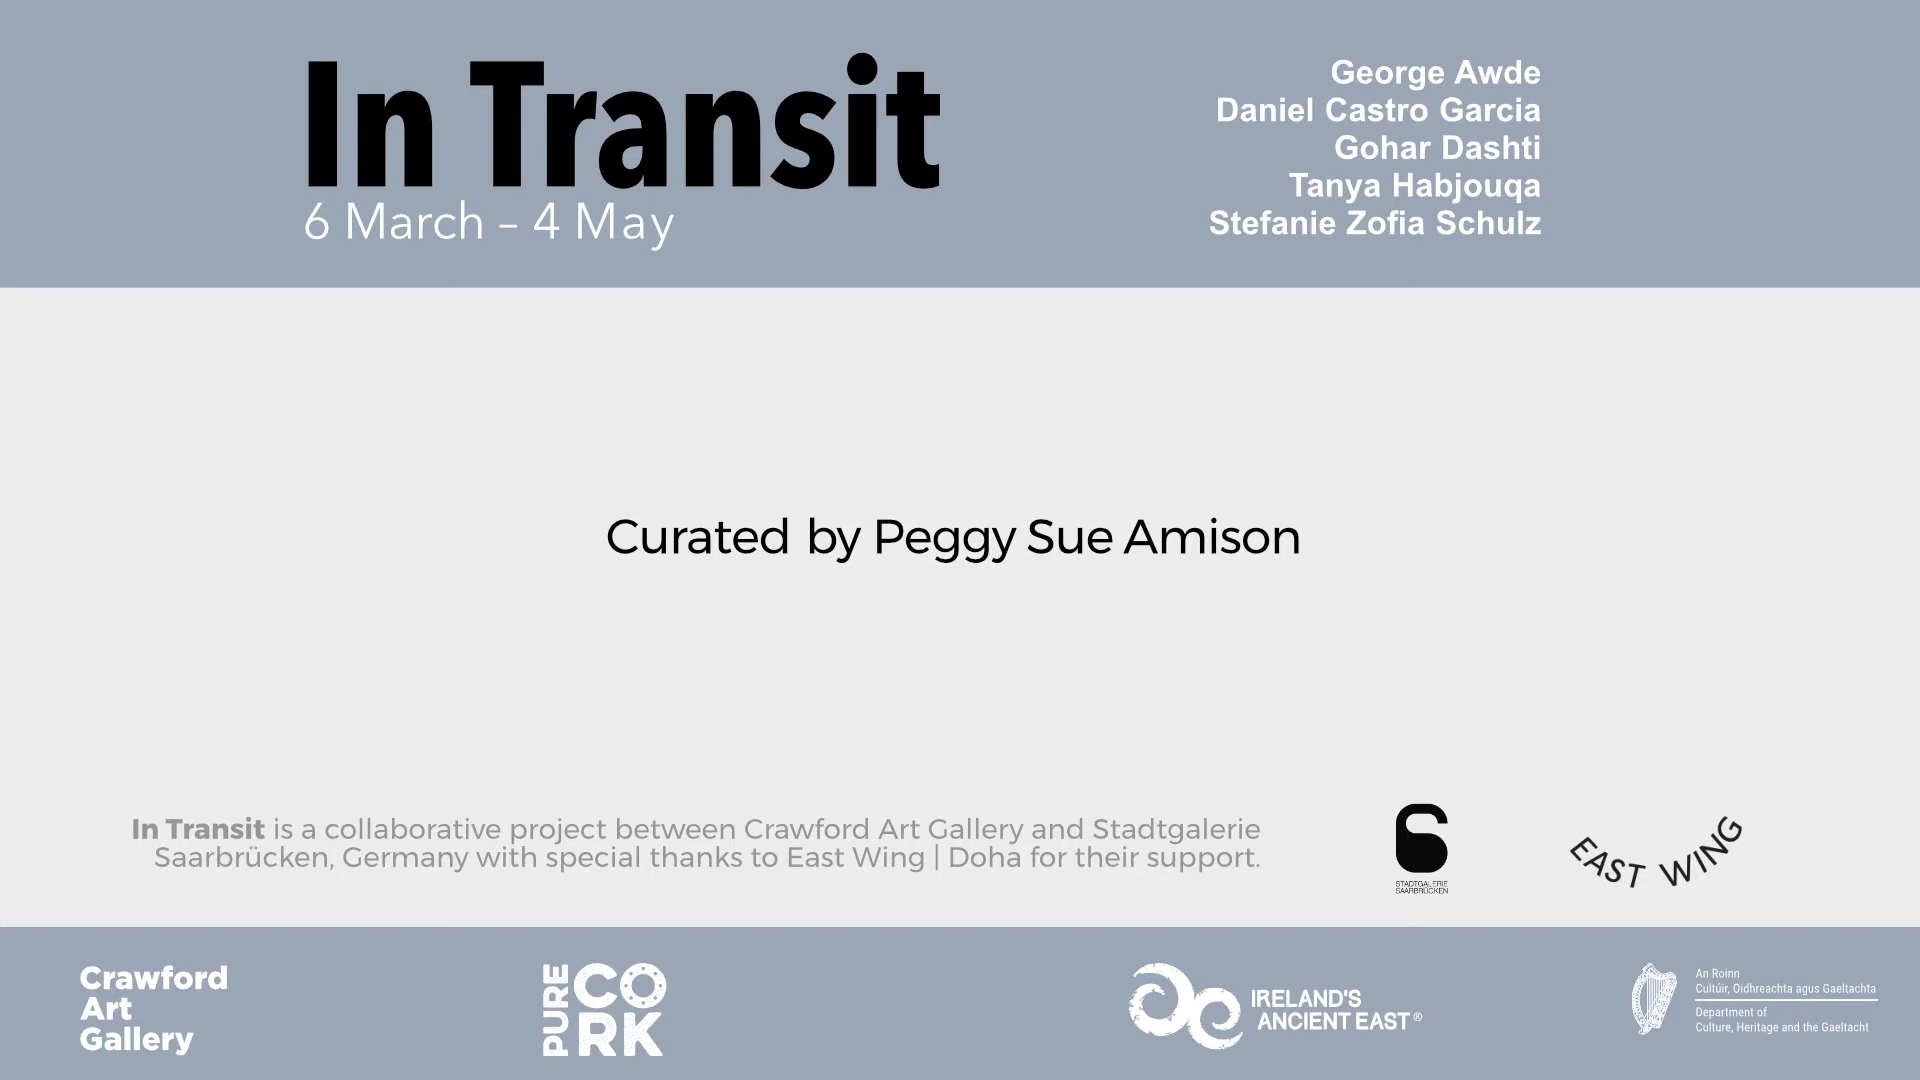 In Transit
6 March – 4 May
George Awde
Daniel Castro Garcia
Gohar Dashti
Tanya Habjouqa
Stefanie Zofia Schulz
Curated by Peggy Sue Amison
In Transit is a collaborative project between Crawford Art Gallery and Stadtgalerie
Saarbrücken, Germany with special thanks to East Wing | Doha for their support.
STADTGALERIE
SAARBRÜCKEN
EAST WING
Crawford
Art
Gallery
PURE
CO
RK
IRELAND'S
ANCIENT EAST®
An Roinn
Cultúir, Oidhreachta agus Gaeltachta
Department of
Culture, Heritage and the Gaeltacht